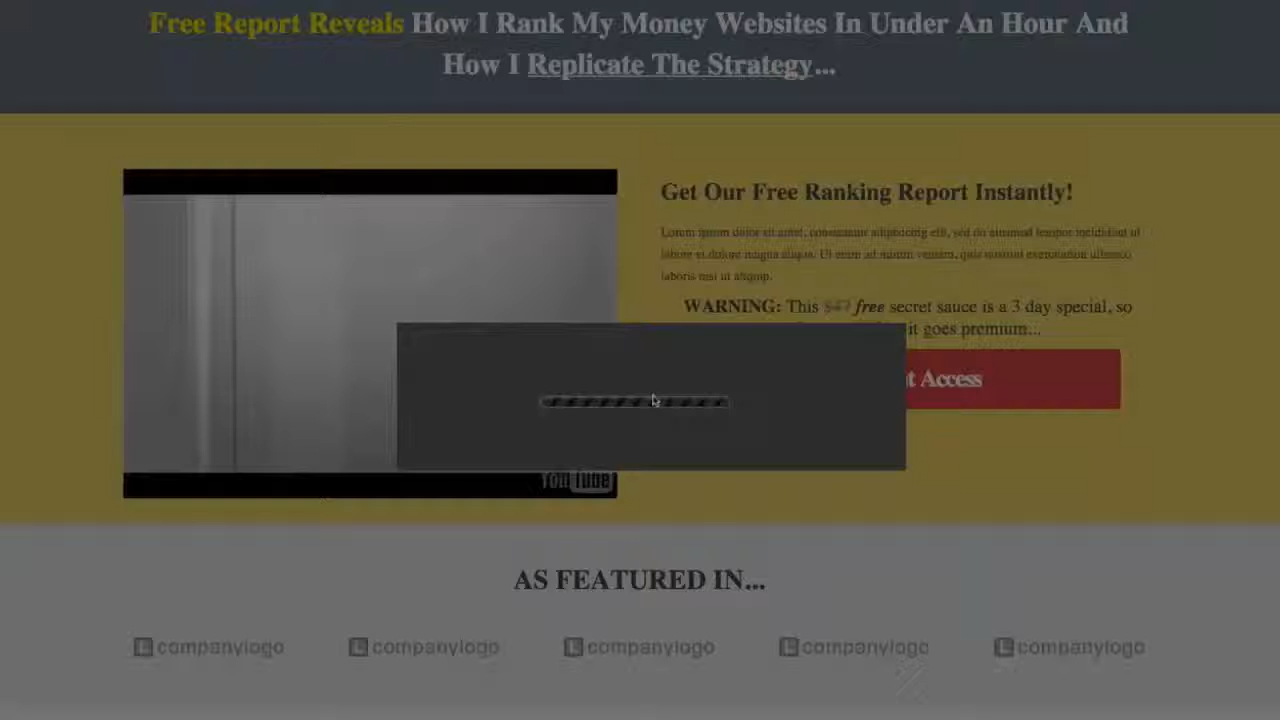 Free Report Reveals How I Rank My Money Websites In Under An Hour And
How I Replicate The Strategy...
Get Our Free Ranking Report Instantly!
Lorem ipsum dolor sit amet, consectetur adipisicing elit, sed do eiusmod tempor incididunt ut
labore et dolore magna aliqua. Ut enim ad minim veniam, quis nostrud exercitation ullamco
laboris nisi ut aliquip.
WARNING: This $47 free secret sauce is a 3 day special, so
it goes premium...
Access
YouTube
AS FEATURED IN...
companylogo companylogo companylogo companylogo companylogo